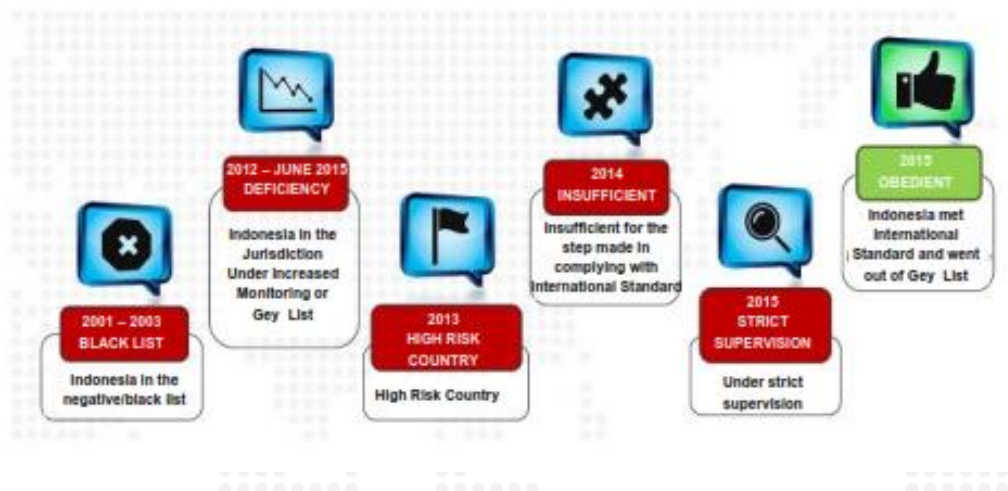 2001 – 2003
BLACK LIST
Indonesia in the
negative/black list
2012 – JUNE 2015
DEFICIENCY
Indonesia in the
Jurisdiction
Under Increased
Monitoring or
Gey List
2013
HIGH RISK
COUNTRY
High Risk Country
2014
INSUFFICIENT
Insufficient for the
step made in
complying with
International Standard
2015
STRICT
SUPERVISION
Under strict
supervision
2015
OBEDIENT
Indonesia met
International
Standard and went
out of Gey List